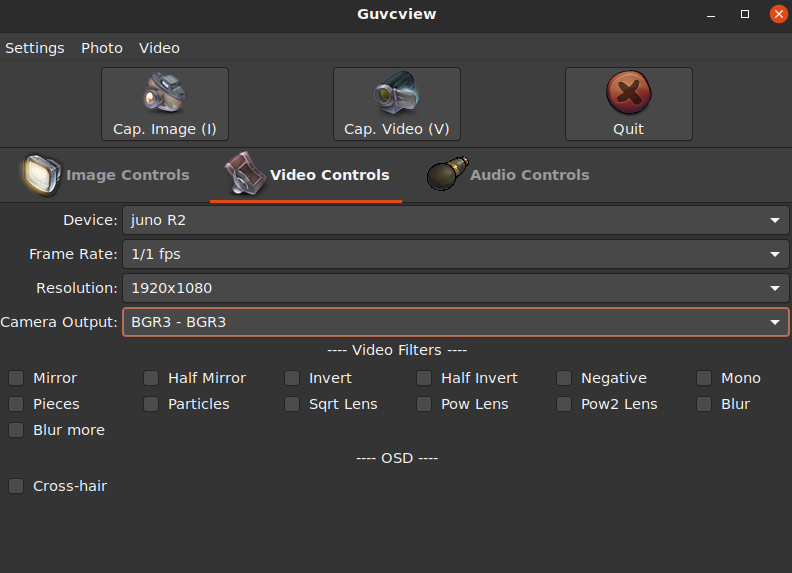 Guvcview
Settings Photo Video
Cap. Image (I) Cap. Video (V) Quit
Image Controls Video Controls Audio Controls
Device: juno R2
Frame Rate: 1/1 fps
Resolution: 1920x1080
Camera Output: BGR3 - BGR3
---- Video Filters ----
Mirror Half Mirror Invert Half Invert Negative Mono
Pieces Particles Sqrt Lens Pow Lens Pow2 Lens Blur
Blur more
---- OSD ----
Cross-hair